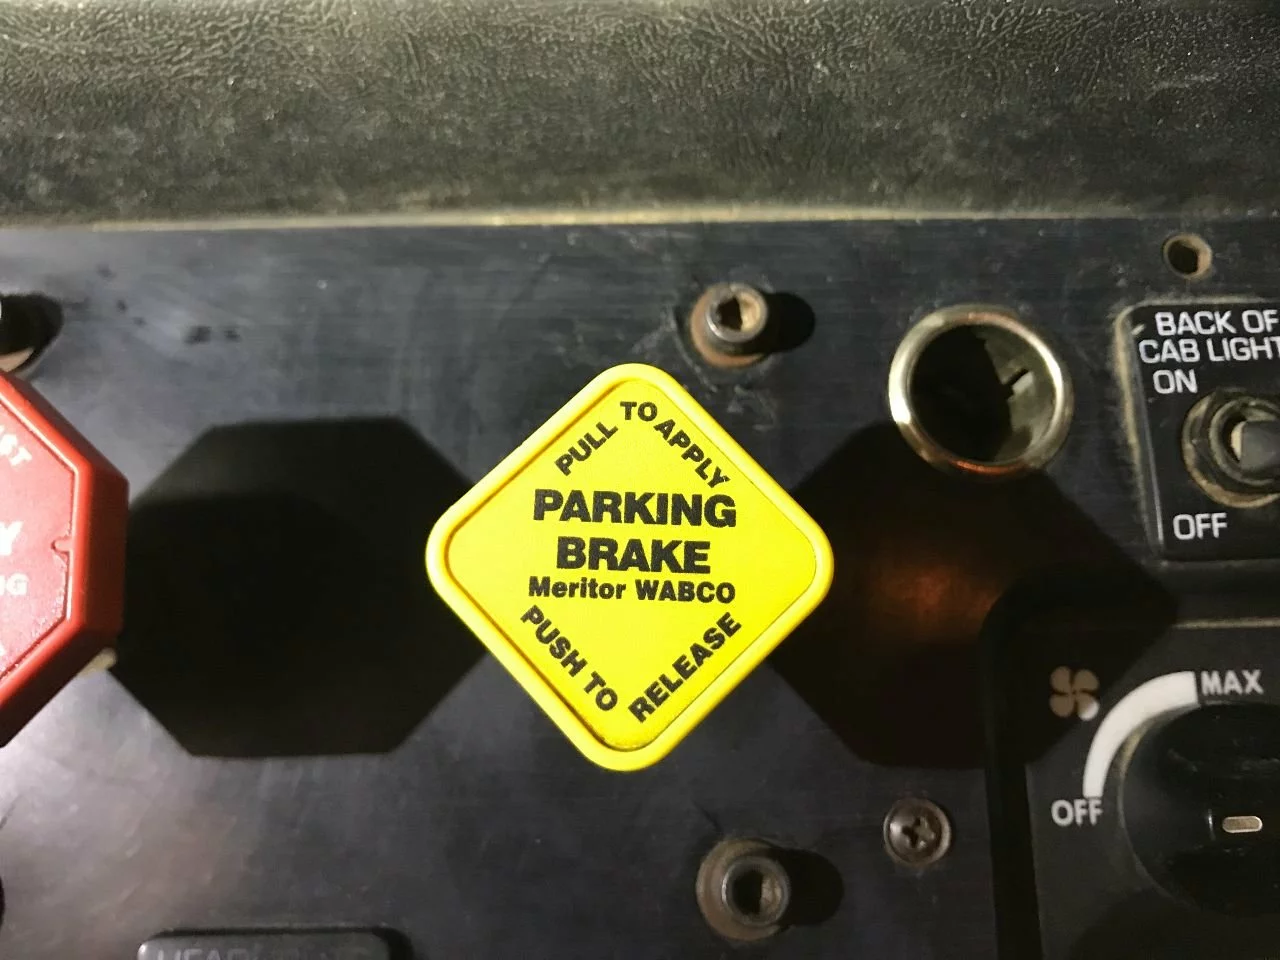 PULL TO APPLY
PARKING
BRAKE
Meritor WABCO
PUSH TO RELEASE
BACK OF
CAB LIGHT
ON
OFF
MAX
OFF